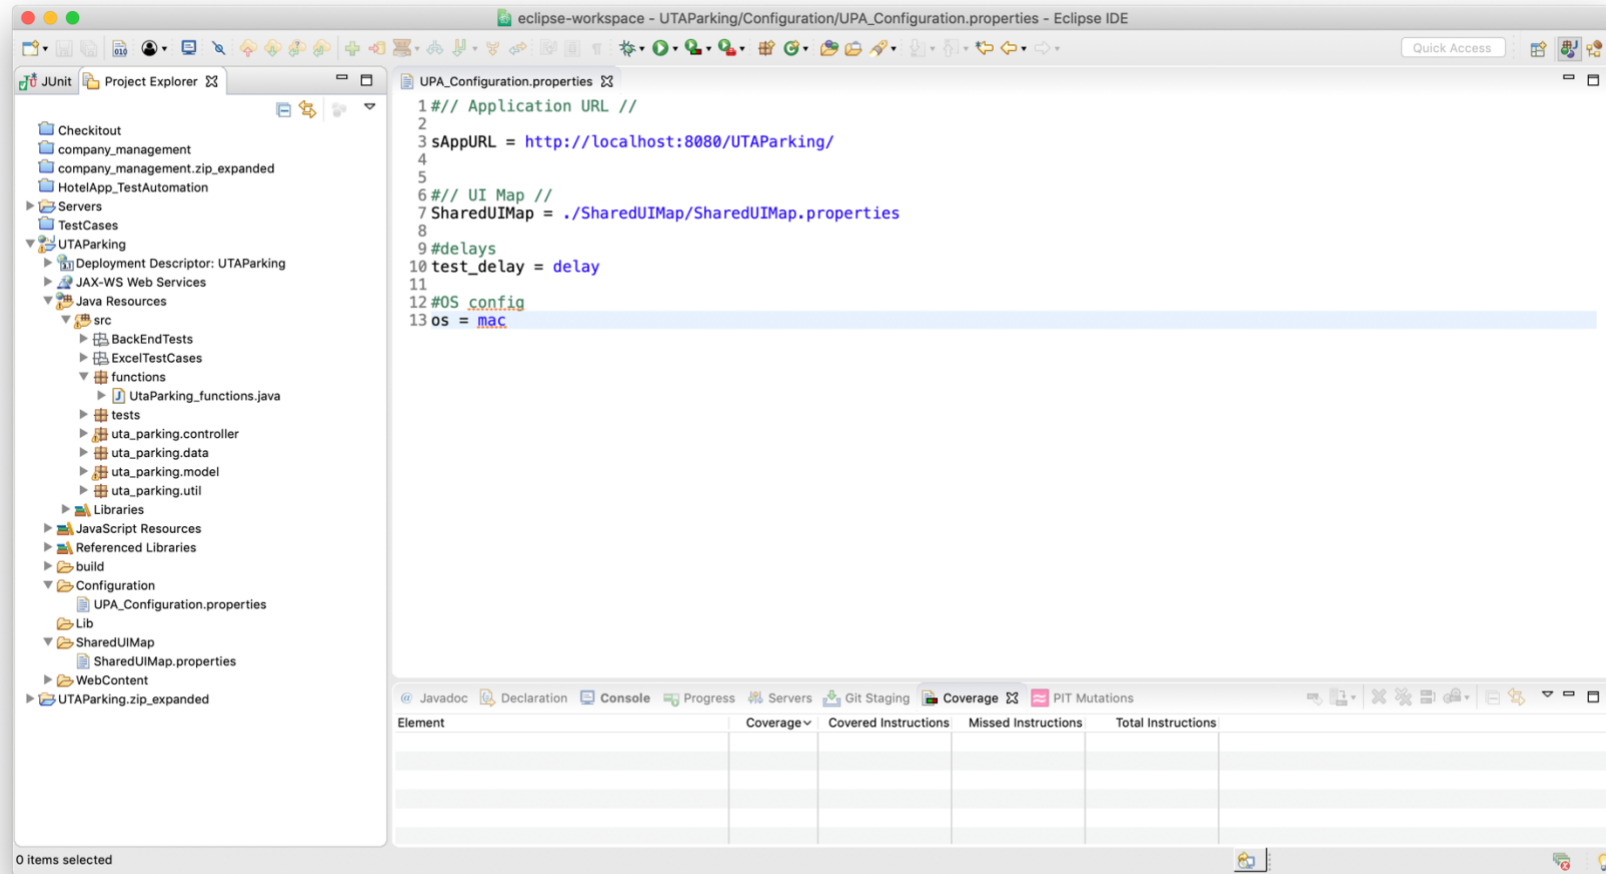 eclipse-workspace - UTAParking/Configuration/UPA_Configuration.properties - Eclipse IDE
010
Quick Access
JUnit
Project Explorer
Checkitout
company_management
company_management.zip_expanded
HotelApp_TestAutomation
Servers
TestCases
UTAParking
Deployment Descriptor: UTAParking
JAX-WS Web Services
Java Resources
src
BackEndTests
ExcelTestCases
functions
UtaParking_functions.java
tests
uta_parking.controller
uta_parking.data
uta_parking.model
uta_parking.util
Libraries
JavaScript Resources
Referenced Libraries
build
Configuration
UPA_Configuration.properties
Lib
SharedUIMap
SharedUIMap.properties
WebContent
UTAParking.zip_expanded
UPA_Configuration.properties
1 #// Application URL //
2
3 sAppURL = http://localhost:8080/UTAParking/
4
5
6 #// UI Map //
7 SharedUIMap = ./SharedUIMap/SharedUIMap.properties
8
9 #delays
10 test_delay = delay
11
12 #OS config
13 os = mac
@ Javadoc Declaration Console Progress Servers Git Staging Coverage PIT Mutations
Element Coverage Covered Instructions Missed Instructions Total Instructions
0 items selected